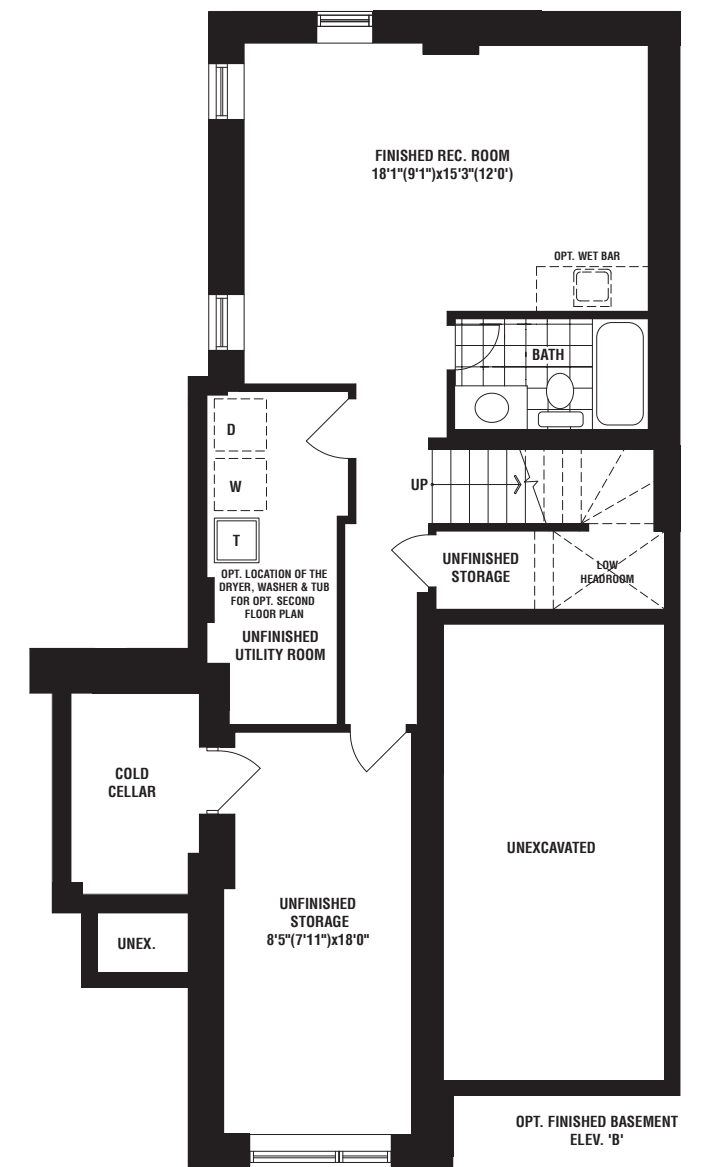 FINISHED REC. ROOM
18'1"(9'1")x15'3"(12'0')
OPT. WET BAR
BATH
D
W
T
UP
OPT. LOCATION OF THE
DRYER, WASHER & TUB
FOR OPT. SECOND
FLOOR PLAN
UNFINISHED
UTILITY ROOM
UNFINISHED
STORAGE
LOW
HEADROOM
COLD
CELLAR
UNEXCAVATED
UNFINISHED
STORAGE
8'5"(7'11")x18'0"
UNEX.
OPT. FINISHED BASEMENT
ELEV. 'B'